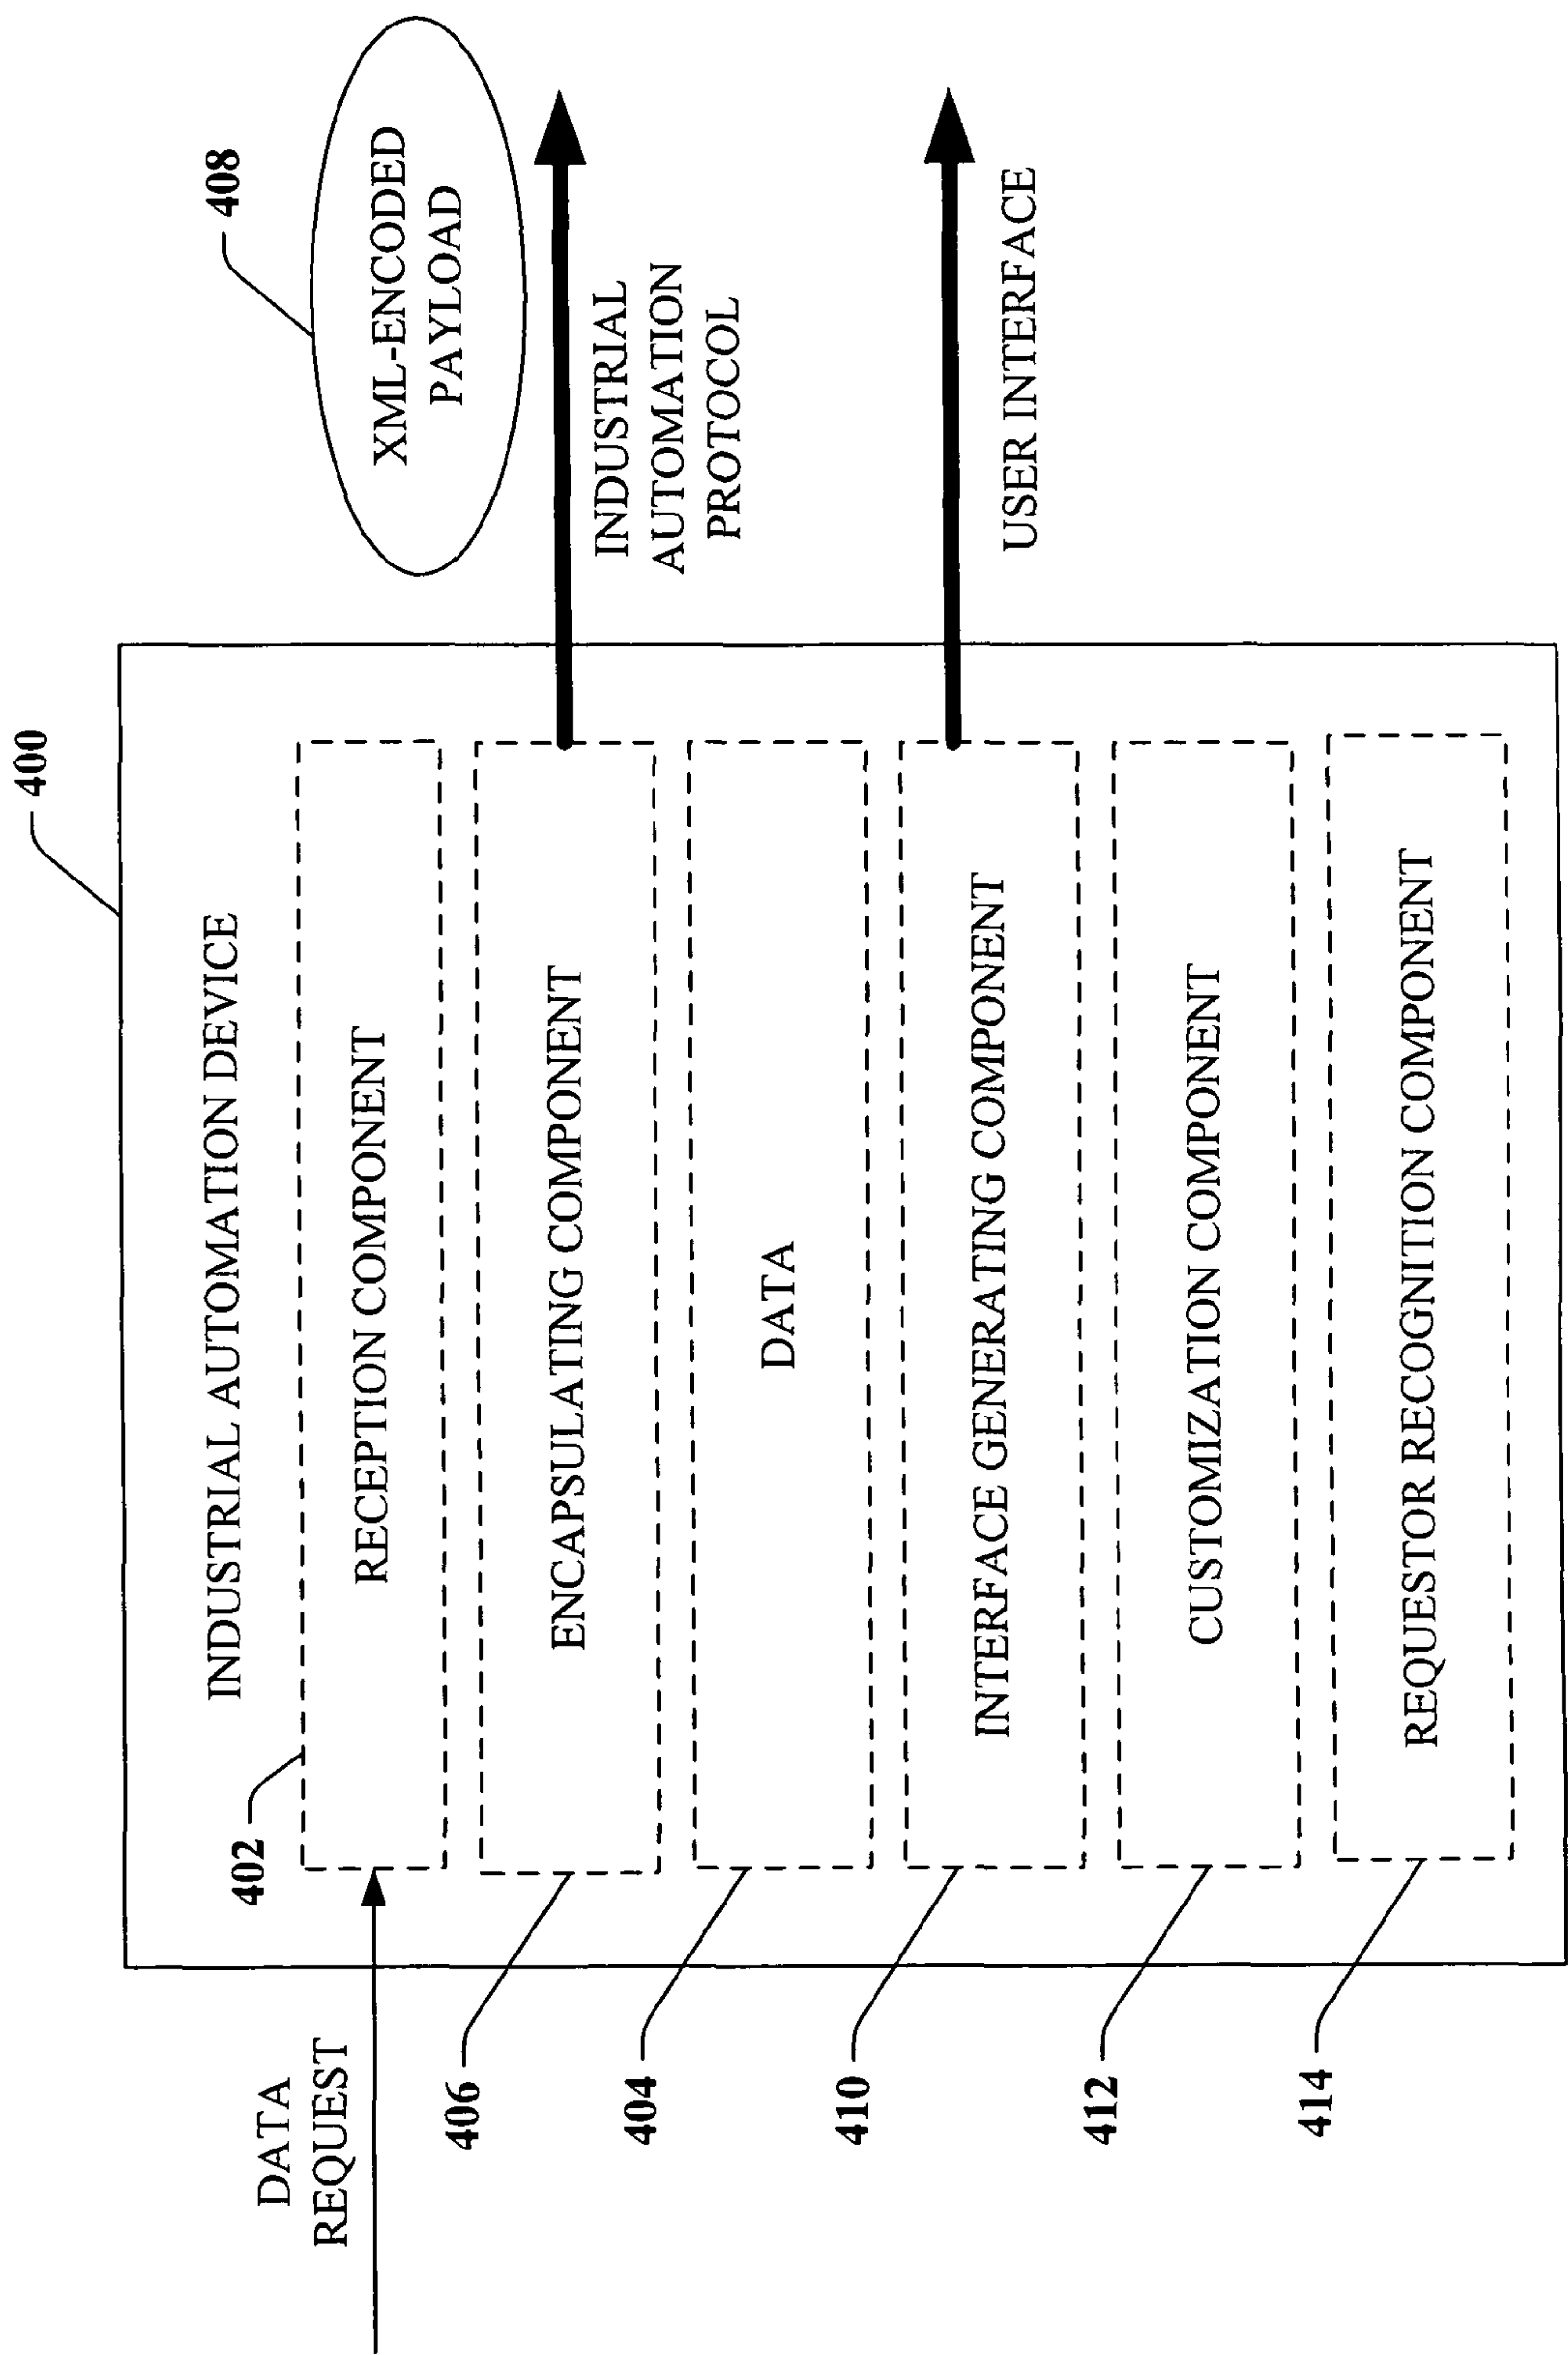 400
408
XML-ENCODED
PAYLOAD
INDUSTRIAL AUTOMATION DEVICE
402
DATA
REQUEST
RECEPTION COMPONENT
406
ENCAPSULATING COMPONENT
INDUSTRIAL
AUTOMATION
PROTOCOL
404
DATA
410
INTERFACE GENERATING COMPONENT
USER INTERFACE
412
CUSTOMIZATION COMPONENT
414
REQUESTOR RECOGNITION COMPONENT